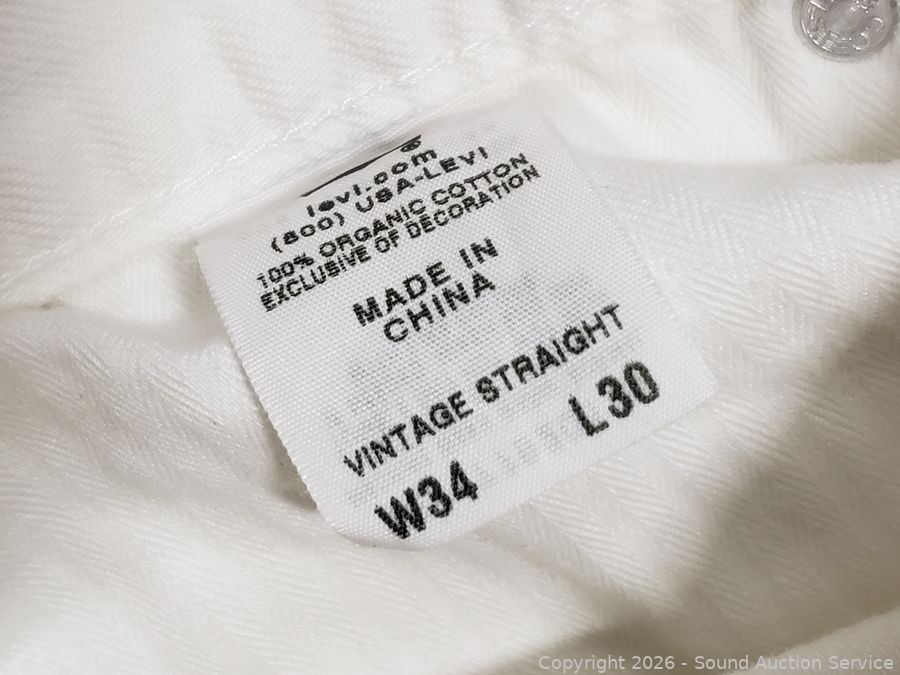 ®
levi.com
(800) USA-LEVI
100% ORGANIC COTTON
EXCLUSIVE OF DECORATION
MADE IN
CHINA
VINTAGE STRAIGHT
W34 L30
Copyright 2026 - Sound Auction Service